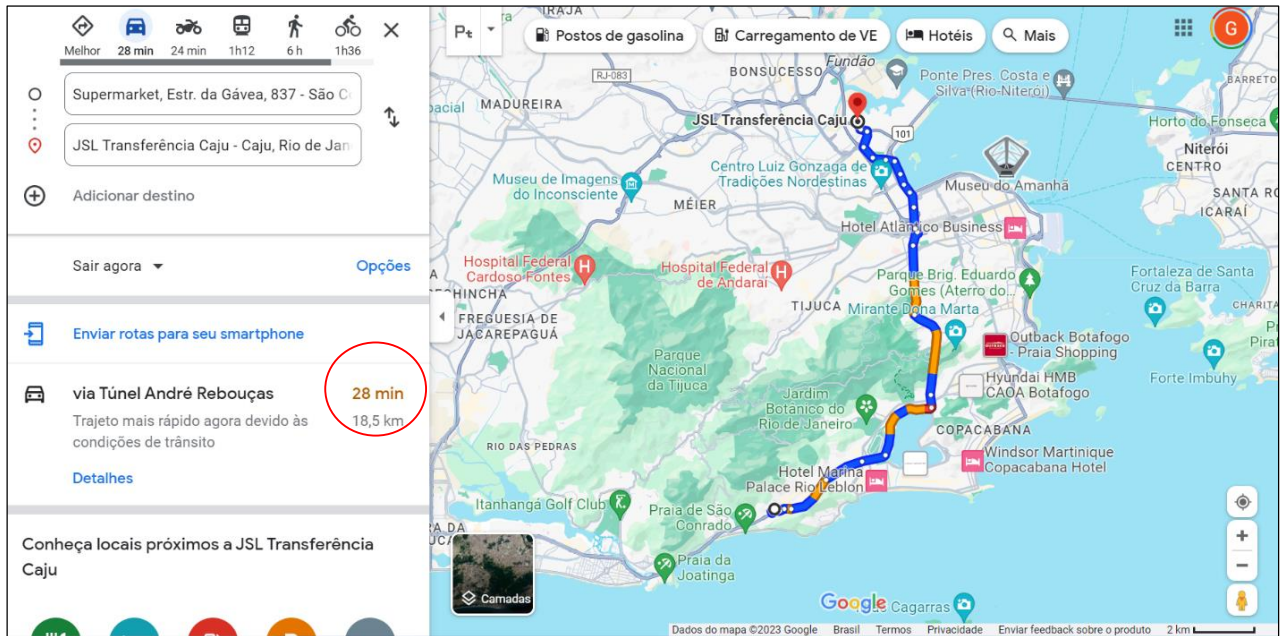 Melhor
28 min
24 min
1h12
6 h
1h36
Supermarket, Estr. da Gávea, 837 - São Co
JSL Transferência Caju - Caju, Rio de Jan
Adicionar destino
Sair agora
Opções
Enviar rotas para seu smartphone
via Túnel André Rebouças
28 min
Trajeto mais rápido agora devido às
18,5 km
condições de trânsito
Detalhes
Conheça locais próximos a JSL Transferência
Caju
Postos de gasolina
Carregamento de VE
Hotéis
Mais
G
IRAJÁ
Fundão
RJ-083
BONSUCESSO
Ponte Pres. Costa e
Silva (Rio-Niterói)
BARRETO
MADUREIRA
JSL Transferência Caju
101
Horto do Fonseca
Niterói
CENTRO
Centro Luiz Gonzaga de
Tradições Nordestinas
Museu de Imagens
do Inconsciente
Museu do Amanhã
SANTA RO
MÉIER
ICARAÍ
Hotel Atlântico Business
Hospital Federal
Cardoso Fontes
Hospital Federal
de Andaraí
Parque Brig. Eduardo
Gomes (Aterro do...
Fortaleza de Santa
Cruz da Barra
TIJUCA
Mirante Dona Marta
CHARITA
FREGUESIA DE
JACAREPAGUÁ
Outback Botafogo
- Praia Shopping
Parque
Nacional
da Tijuca
Hyundai HMB
CAOA Botafogo
Forte Imbuhy
Jardim
Botânico do
Rio de Janeiro
COPACABANA
RIO DAS PEDRAS
Windsor Martinique
Copacabana Hotel
Hotel Marina
Palace Rio Leblon
Itanhangá Golf Club
Praia de São
Conrado
Praia da
Joatinga
Camadas
Google
Cagarras
Dados do mapa ©2023 Google
Brasil
Termos
Privacidade
Enviar feedback sobre o produto
2 km